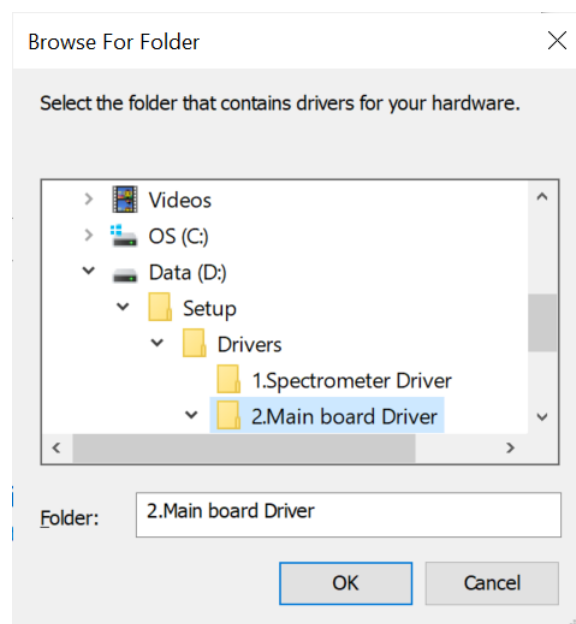 Browse For Folder
Select the folder that contains drivers for your hardware.
Videos
OS (C:)
Data (D:)
Setup
Drivers
1.Spectrometer Driver
2.Main board Driver
Folder:
2.Main board Driver
OK
Cancel